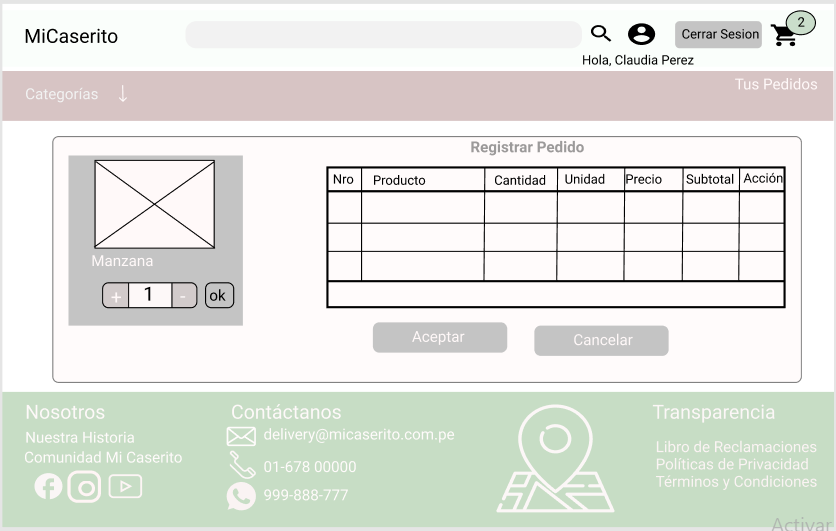 MiCaserito
Cerrar Sesion
2
Hola, Claudia Perez
Categorías
Tus Pedidos
Registrar Pedido
Nro Producto Cantidad Unidad Precio Subtotal Acción
Manzana
+ 1 - ok
Aceptar
Cancelar
Nosotros
Nuestra Historia
Comunidad Mi Caserito
Contáctanos
delivery@micaserito.com.pe
01-678 00000
999-888-777
Transparencia
Libro de Reclamaciones
Políticas de Privacidad
Términos y Condiciones
Activar